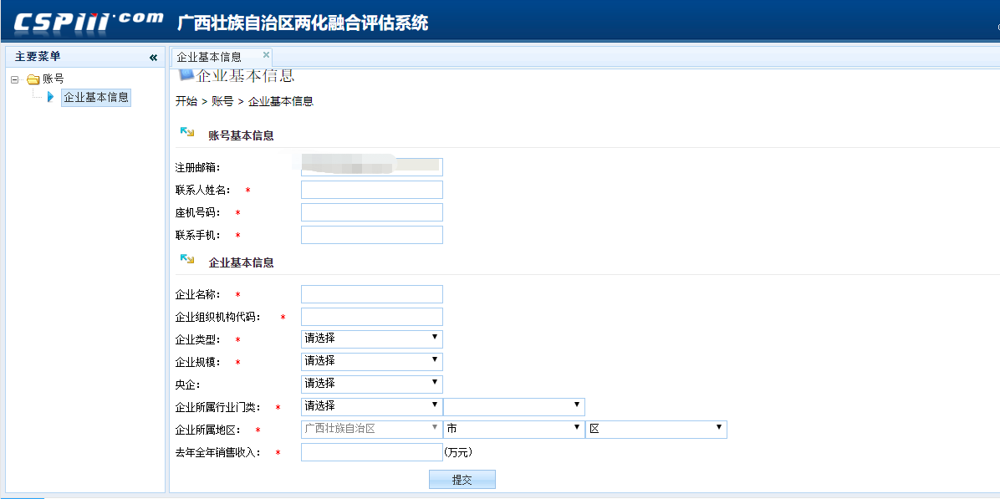 CSPiii.com 广西壮族自治区两化融合评估系统
主要菜单 «
账号
企业基本信息
企业基本信息 ×
企业基本信息
开始 > 账号 > 企业基本信息
账号基本信息
注册邮箱：
联系人姓名： *
座机号码： *
联系手机： *
企业基本信息
企业名称： *
企业组织机构代码： *
企业类型： * 请选择
企业规模： * 请选择
央企： 请选择
企业所属行业门类： * 请选择
企业所属地区： * 广西壮族自治区 市 区
去年全年销售收入： * (万元)
提交